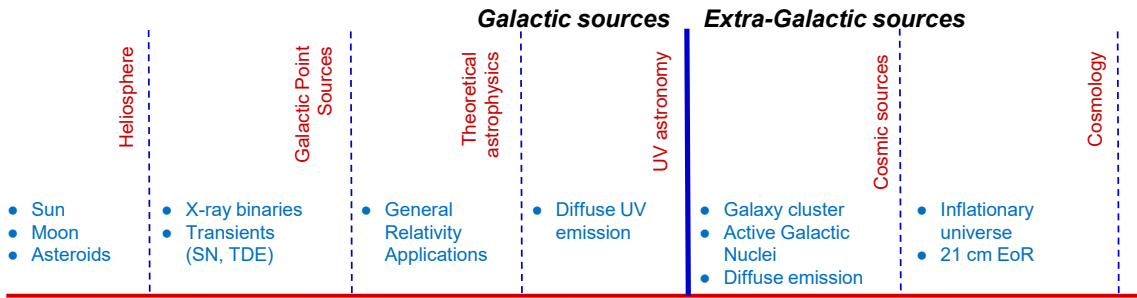 Galactic sources
Extra-Galactic sources
Heliosphere
Galactic Point
Sources
Theoretical
astrophysics
UV astronomy
Cosmic sources
Cosmology
● Sun
● Moon
● Asteroids
● X-ray binaries
● Transients
(SN, TDE)
● General
Relativity
Applications
● Diffuse UV
emission
● Galaxy cluster
● Active Galactic
Nuclei
● Diffuse emission
● Inflationary
universe
● 21 cm EoR